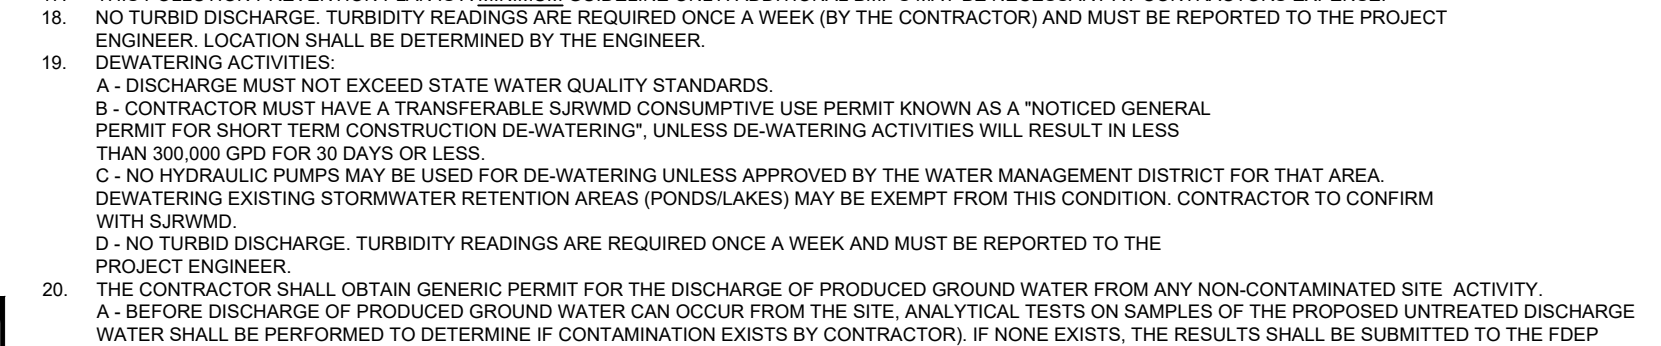 18. NO TURBID DISCHARGE. TURBIDITY READINGS ARE REQUIRED ONCE A WEEK (BY THE CONTRACTOR) AND MUST BE REPORTED TO THE PROJECT
ENGINEER. LOCATION SHALL BE DETERMINED BY THE ENGINEER.
19. DEWATERING ACTIVITIES:
A - DISCHARGE MUST NOT EXCEED STATE WATER QUALITY STANDARDS.
B - CONTRACTOR MUST HAVE A TRANSFERABLE SJRWMD CONSUMPTIVE USE PERMIT KNOWN AS A "NOTICED GENERAL
PERMIT FOR SHORT TERM CONSTRUCTION DE-WATERING", UNLESS DE-WATERING ACTIVITIES WILL RESULT IN LESS
THAN 300,000 GPD FOR 30 DAYS OR LESS.
C - NO HYDRAULIC PUMPS MAY BE USED FOR DE-WATERING UNLESS APPROVED BY THE WATER MANAGEMENT DISTRICT FOR THAT AREA.
DEWATERING EXISTING STORMWATER RETENTION AREAS (PONDS/LAKES) MAY BE EXEMPT FROM THIS CONDITION. CONTRACTOR TO CONFIRM
WITH SJRWMD.
D - NO TURBID DISCHARGE. TURBIDITY READINGS ARE REQUIRED ONCE A WEEK AND MUST BE REPORTED TO THE
PROJECT ENGINEER.
20. THE CONTRACTOR SHALL OBTAIN GENERIC PERMIT FOR THE DISCHARGE OF PRODUCED GROUND WATER FROM ANY NON-CONTAMINATED SITE ACTIVITY.
A - BEFORE DISCHARGE OF PRODUCED GROUND WATER CAN OCCUR FROM THE SITE, ANALYTICAL TESTS ON SAMPLES OF THE PROPOSED UNTREATED DISCHARGE
WATER SHALL BE PERFORMED TO DETERMINE IF CONTAMINATION EXISTS BY CONTRACTOR). IF NONE EXISTS, THE RESULTS SHALL BE SUBMITTED TO THE FDEP